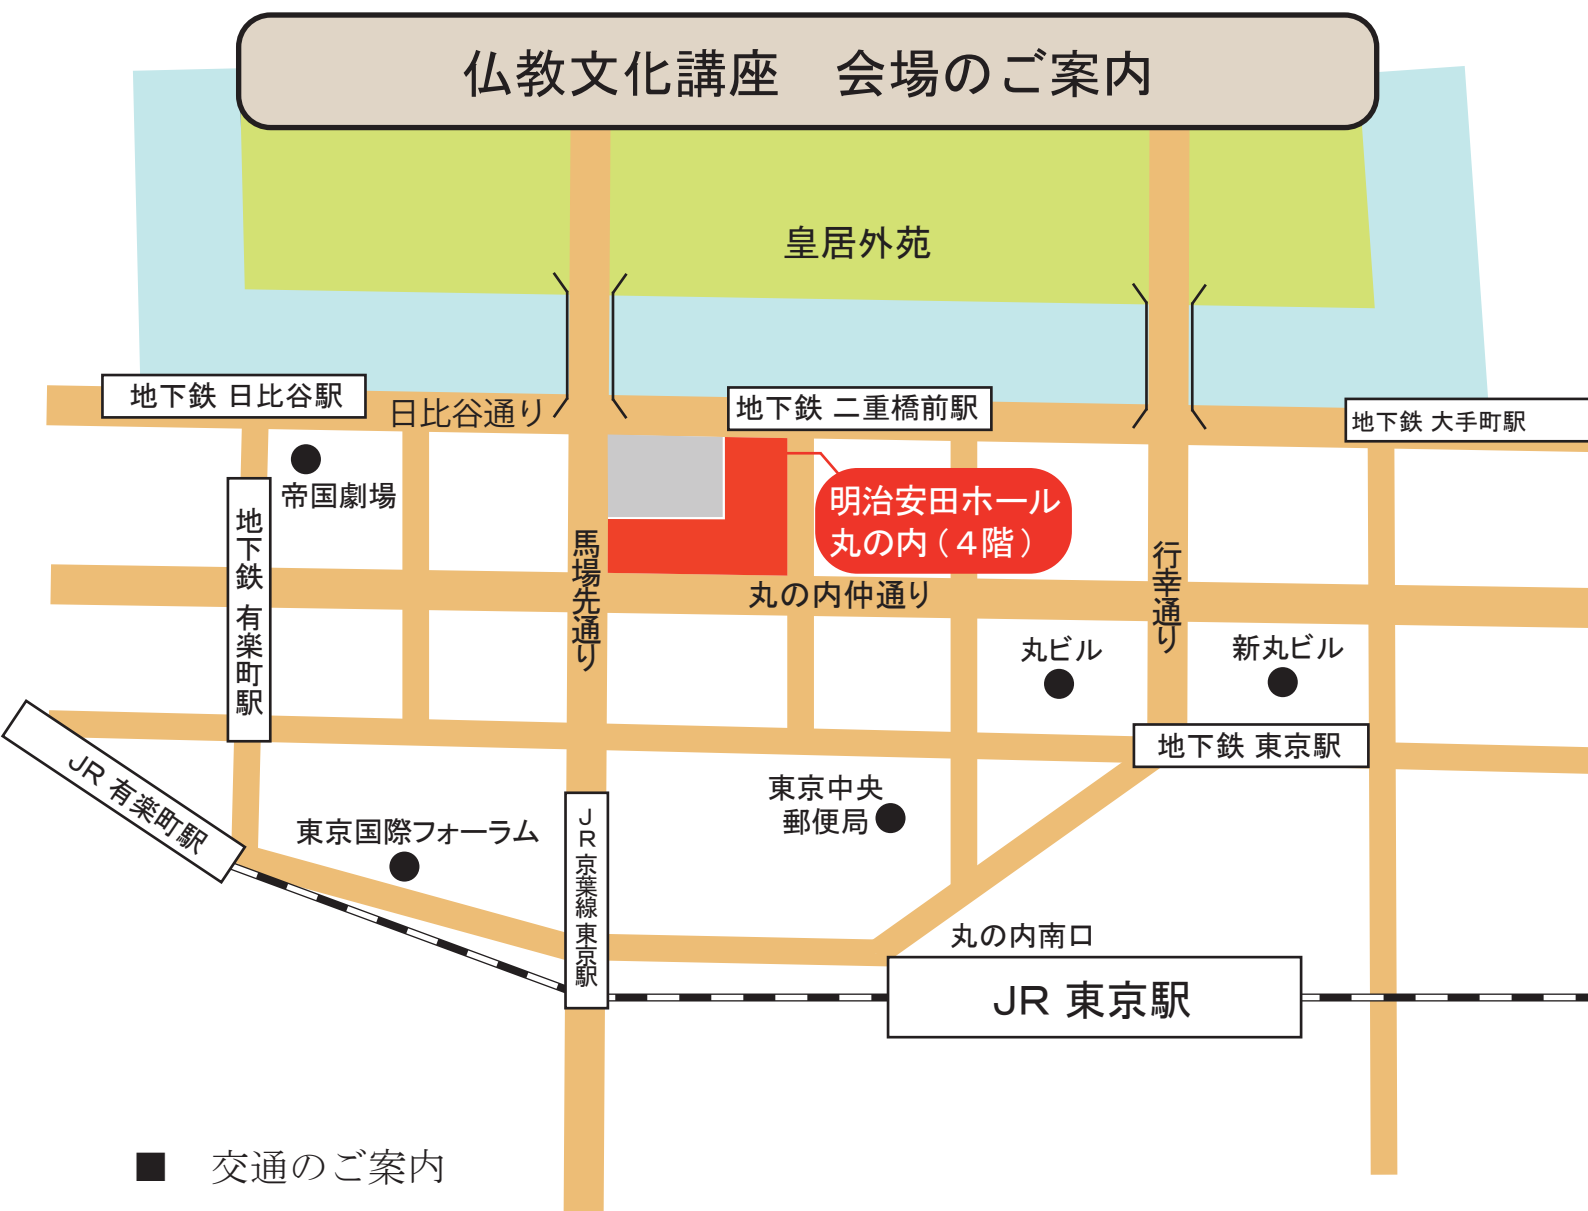 仏教文化講座　会場のご案内
皇居外苑
地下鉄 日比谷駅
日比谷通り
地下鉄 二重橋前駅
地下鉄 大手町駅
帝国劇場
明治安田ホール
丸の内（４階）
地下鉄 有楽町駅
馬場先通り
行幸通り
丸の内仲通り
丸ビル
新丸ビル
地下鉄 東京駅
JR 有楽町駅
東京国際フォーラム
東京中央
郵便局
JR京葉線 東京駅
丸の内南口
JR 東京駅
■　交通のご案内